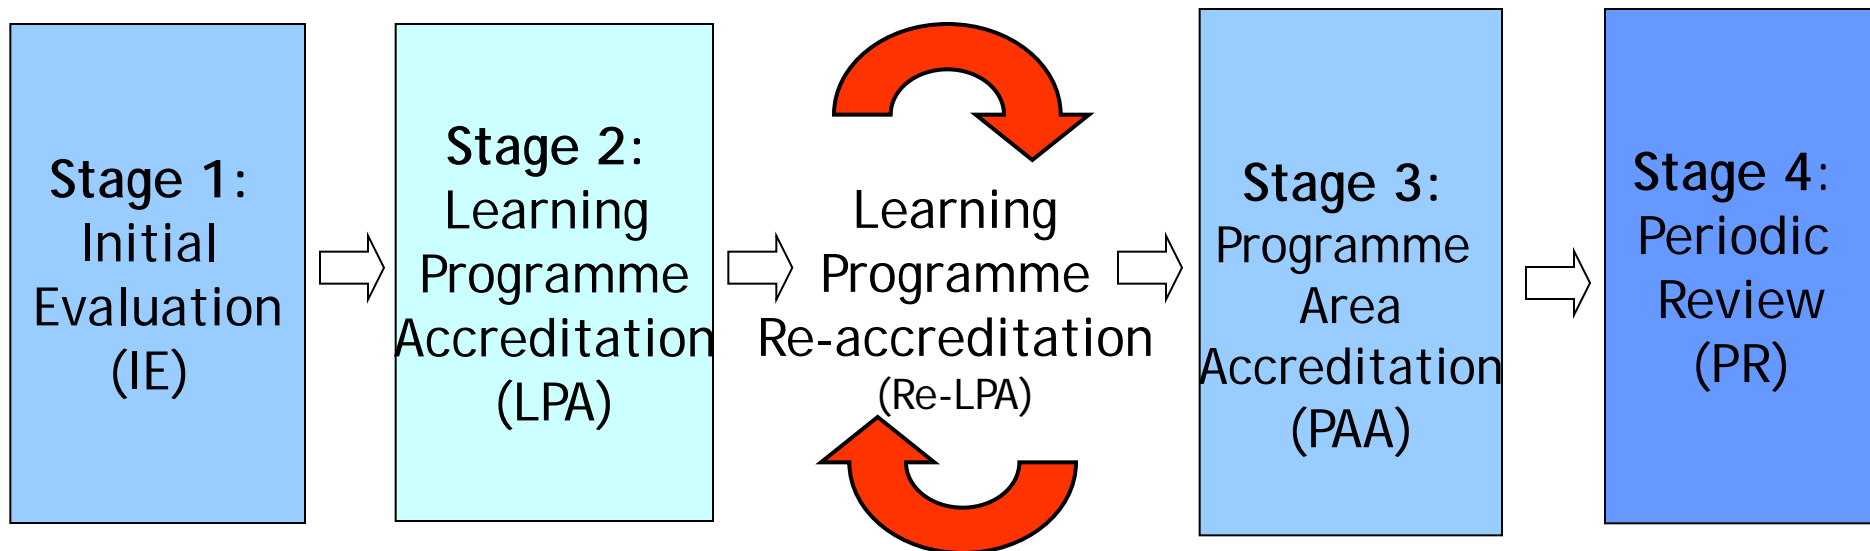 Stage 1:
Initial
Evaluation
(IE)
Stage 2:
Learning
Programme
Accreditation
(LPA)
Learning
Programme
Re-accreditation
(Re-LPA)
Stage 3:
Programme
Area
Accreditation
(PAA)
Stage 4:
Periodic
Review
(PR)